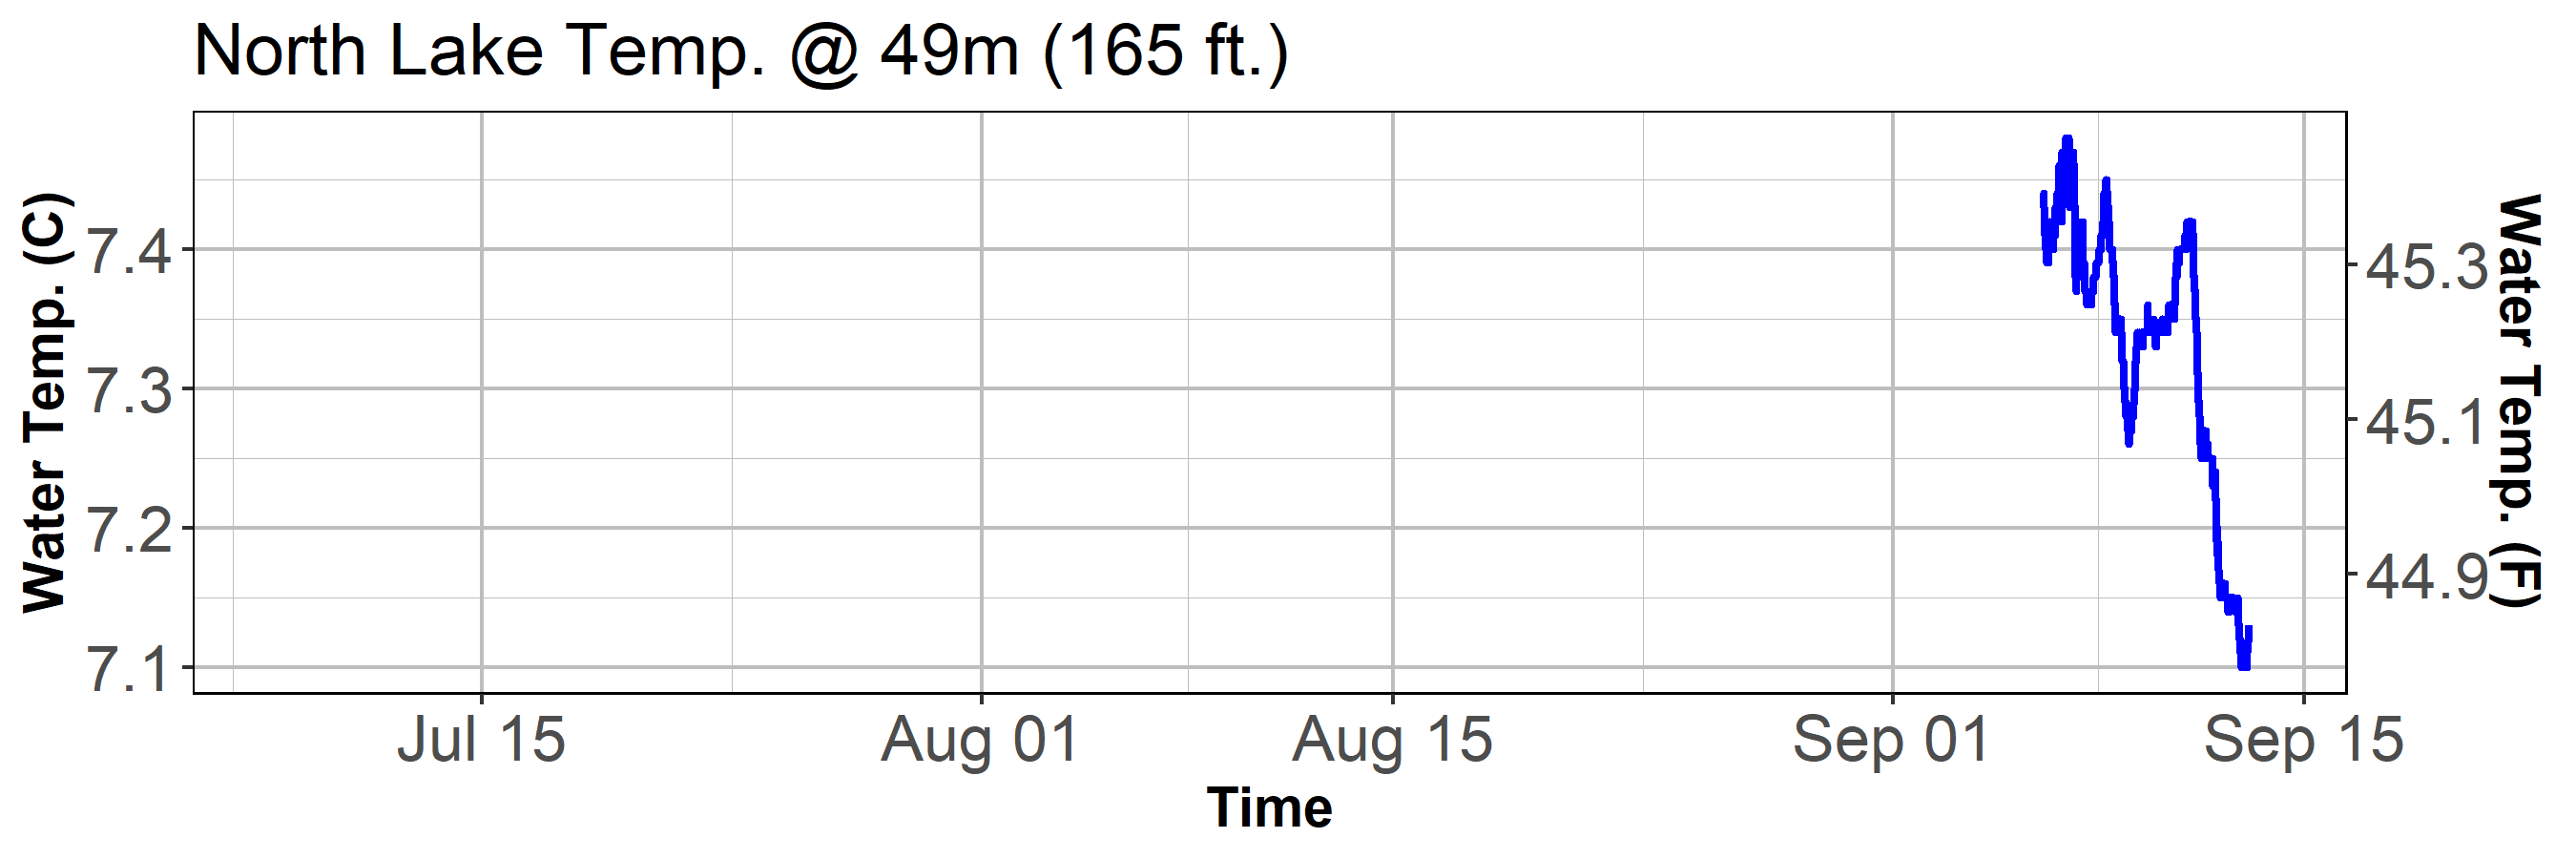 North Lake Temp. @ 49m (165 ft.)
Water Temp. (C)
7.4
7.3
7.2
7.1
45.3
45.1
44.9
Water Temp. (F)
Jul 15 Aug 01 Aug 15 Sep 01 Sep 15
Time